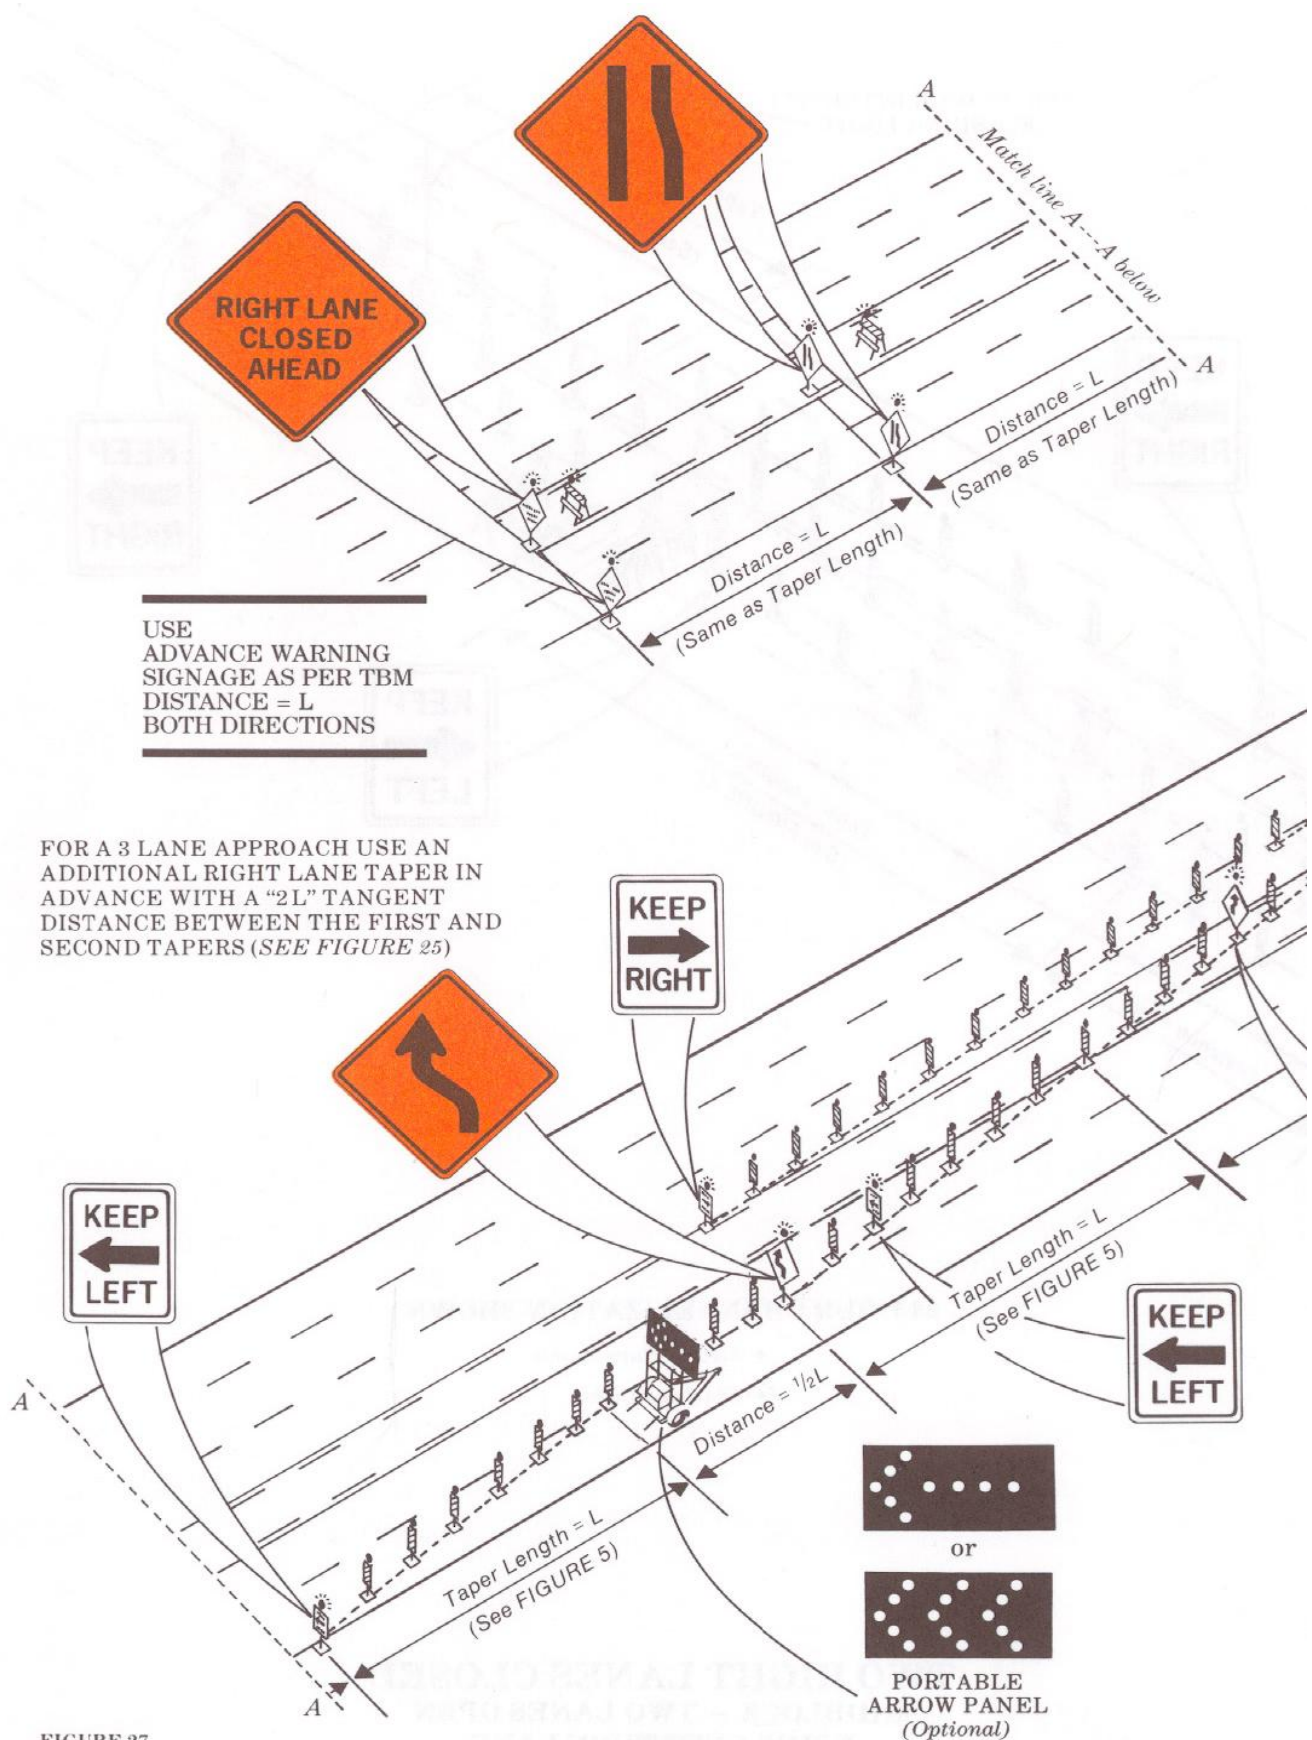 A
Match line A---A below
A
RIGHT LANE
CLOSED
AHEAD
Distance = L
(Same as Taper Length)
Distance = L
(Same as Taper Length)
USE
ADVANCE WARNING
SIGNAGE AS PER TBM
DISTANCE = L
BOTH DIRECTIONS
FOR A 3 LANE APPROACH USE AN
ADDITIONAL RIGHT LANE TAPER IN
ADVANCE WITH A “2L” TANGENT
DISTANCE BETWEEN THE FIRST AND
SECOND TAPERS (SEE FIGURE 25)
KEEP
RIGHT
KEEP
LEFT
Taper Length = L
(See FIGURE 5)
KEEP
LEFT
Distance = 1/2L
A
Taper Length = L
(See FIGURE 5)
or
A
PORTABLE
ARROW PANEL
(Optional)
FIGURE 27